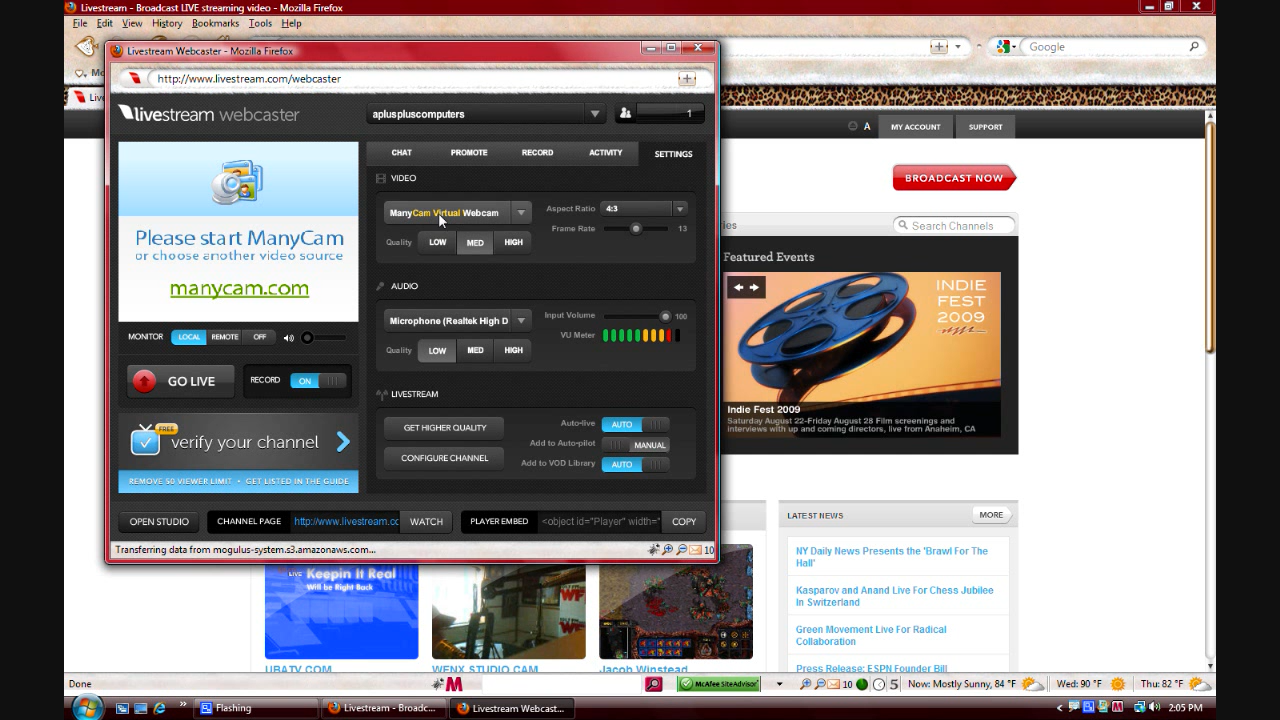 Livestream - Broadcast LIVE streaming video - Mozilla Firefox
File Edit View History Bookmarks Tools Help
Google
Livestream Webcaster - Mozilla Firefox
http://www.livestream.com/webcaster
livestream webcaster
apluspluscomputers
1
A
MY ACCOUNT
SUPPORT
CHAT
PROMOTE
RECORD
ACTIVITY
SETTINGS
BROADCAST NOW
Please start ManyCam
or choose another video source
manycam.com
VIDEO
ManyCam Virtual Webcam
Aspect Ratio
4:3
Frame Rate
13
Quality
LOW
MED
HIGH
AUDIO
Microphone (Realtek High D
Input Volume
100
VU Meter
Quality
LOW
MED
HIGH
MONITOR
LOCAL
REMOTE
OFF
GO LIVE
RECORD
ON
LIVESTREAM
GET HIGHER QUALITY
CONFIGURE CHANNEL
Auto-live
AUTO
Add to Auto-pilot
MANUAL
Add to VOD Library
AUTO
FREE
verify your channel
REMOVE 50 VIEWER LIMIT • GET LISTED IN THE GUIDE
OPEN STUDIO
CHANNEL PAGE
http://www.livestream.co
WATCH
PLAYER EMBED
<object id="Player" width="
COPY
Transferring data from mogulus-system.s3.amazonaws.com...
10
Search Channels
Featured Events
INDIE
FEST
2009
Indie Fest 2009
Saturday August 22-Friday August 28 Film screenings and
interviews with up and coming directors, live from Anaheim, CA
LATEST NEWS
MORE
NY Daily News Presents the 'Brawl For The
Hall'
Kasparov and Anand Live For Chess Jubilee
In Switzerland
Green Movement Live For Radical
Collaboration
Press Release: ESPN Founder Bill
LIVE
Keepin It Real
Will be Right Back
UBATV.COM
WENX STUDIO CAM
Jacob Winstead
Done
McAfee SiteAdvisor
10
5
Now: Mostly Sunny, 84 °F
Wed: 90 °F
Thu: 82 °F
Flashing
Livestream - Broadc...
Livestream Webcast...
2:05 PM